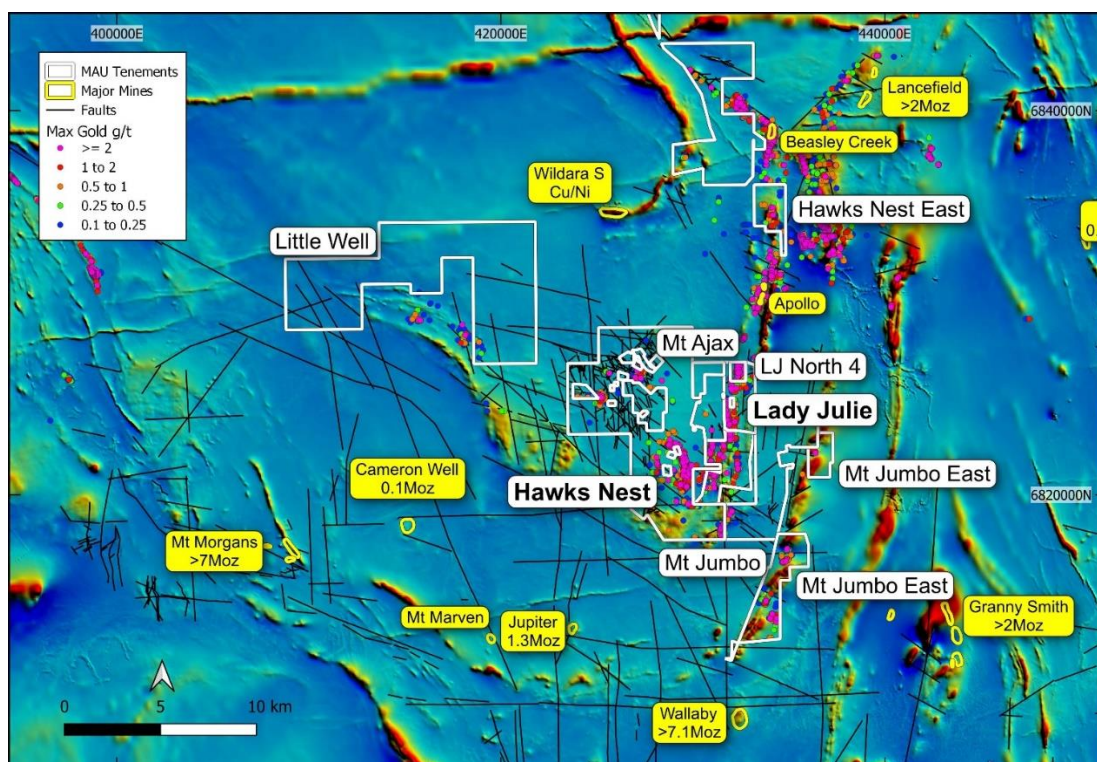 400000E
420000E
440000E
MAU Tenements
Major Mines
Faults
Max Gold g/t
>= 2
1 to 2
0.5 to 1
0.25 to 0.5
0.1 to 0.25
Lancefield
>2Moz
6840000N
Beasley Creek
Wildara S
Cu/Ni
Hawks Nest East
0
Little Well
Apollo
Mt Ajax
LJ North 4
Lady Julie
Cameron Well
0.1Moz
Hawks Nest
Mt Jumbo East
6820000N
Mt Morgans
>7Moz
Mt Jumbo
Mt Jumbo East
Mt Marven
Jupiter
1.3Moz
Granny Smith
>2Moz
0
5
10 km
Wallaby
>7.1Moz